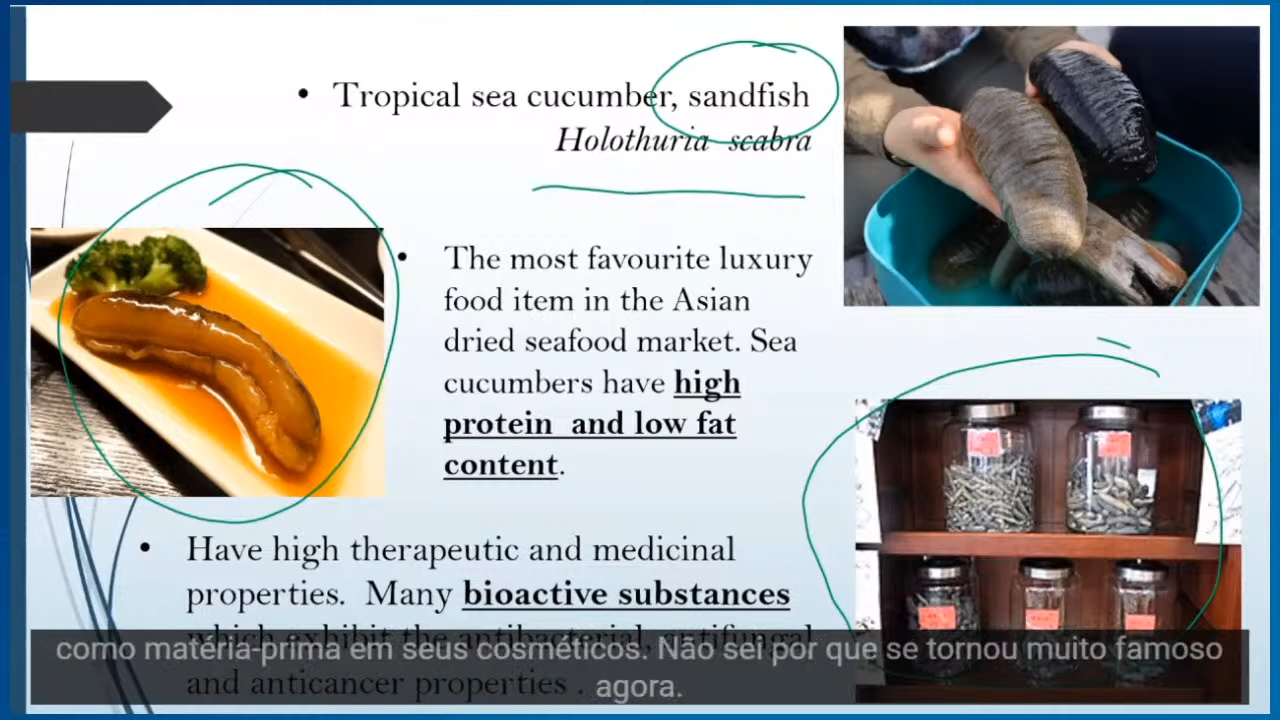 • Tropical sea cucumber, sandfish
Holothuria scabra
• The most favourite luxury
food item in the Asian
dried seafood market. Sea
cucumbers have high
protein and low fat
content.
• Have high therapeutic and medicinal
properties. Many bioactive substances
which exhibit the antibacterial, antifungal
and anticancer properties .
como matéria-prima em seus cosméticos. Não sei por que se tornou muito famoso
agora.